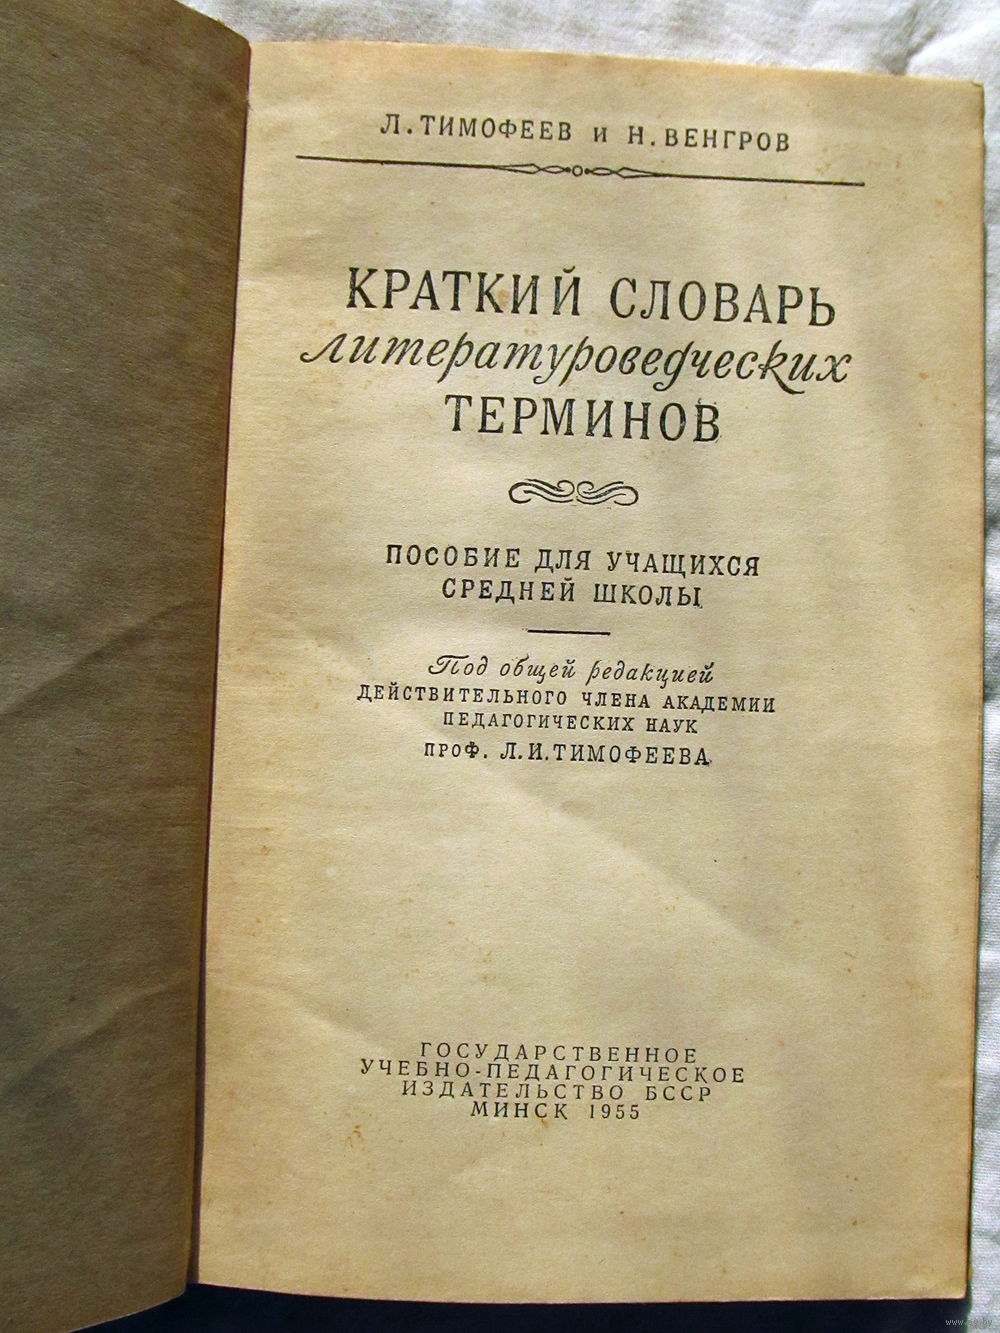 Л. ТИМОФЕЕВ И Н. ВЕНГРОВ
КРАТКИЙ СЛОВАРЬ
литературоведческих
ТЕРМИНОВ
ПОСОБИЕ ДЛЯ УЧАЩИХСЯ
СРЕДНЕЙ ШКОЛЫ
Под общей редакцией
ДЕЙСТВИТЕЛЬНОГО ЧЛЕНА АКАДЕМИИ
ПЕДАГОГИЧЕСКИХ НАУК
ПРОФ. Л. И. ТИМОФЕЕВА
ГОСУДАРСТВЕННОЕ
УЧЕБНО-ПЕДАГОГИЧЕСКОЕ
ИЗДАТЕЛЬСТВО БССР
МИНСК 1955